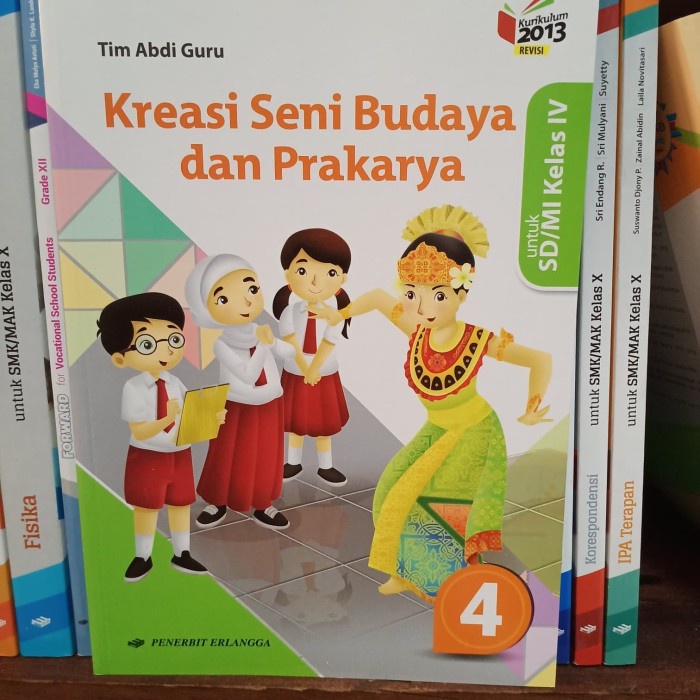 Kurikulum
2013
REVISI
Tim Abdi Guru
Kreasi Seni Budaya
dan Prakarya
untuk
SD/MI Kelas IV
4
PENERBIT ERLANGGA
Fisika
untuk SMK/MAK Kelas X
FORWARD for Vocational School Students Grade XII
Korespondensi
untuk SMK/MAK Kelas X
Sri Endang R. Sri Mulyani Suyetty
IPA Terapan
untuk SMK/MAK Kelas X
Suswanto Djony P. Zainal Abidin Laila Novitasari